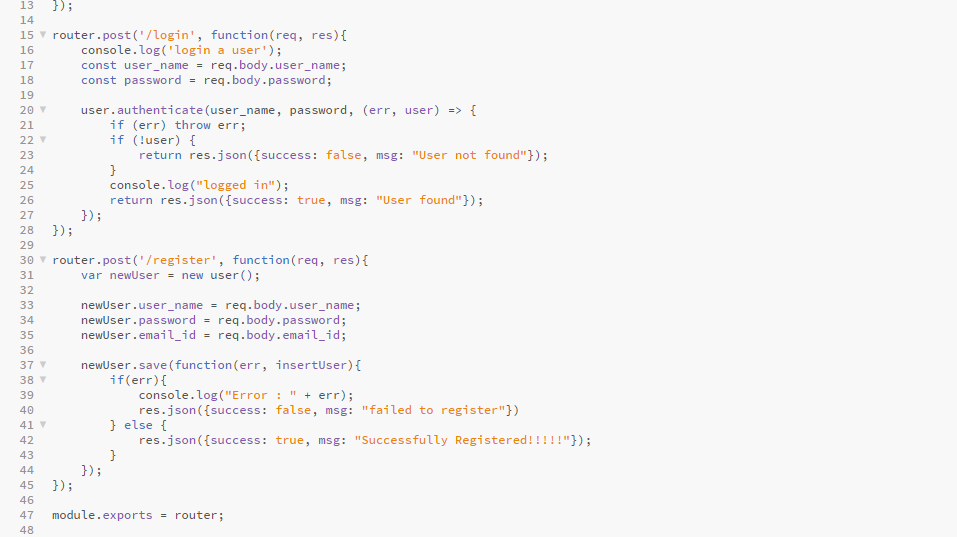 13 });
14
15 router.post('/login', function(req, res){
16     console.log('login a user');
17     const user_name = req.body.user_name;
18     const password = req.body.password;
19
20     user.authenticate(user_name, password, (err, user) => {
21         if (err) throw err;
22         if (!user) {
23             return res.json({success: false, msg: "User not found"});
24         }
25         console.log("logged in");
26         return res.json({success: true, msg: "User found"});
27     });
28 });
29
30 router.post('/register', function(req, res){
31     var newUser = new user();
32
33     newUser.user_name = req.body.user_name;
34     newUser.password = req.body.password;
35     newUser.email_id = req.body.email_id;
36
37     newUser.save(function(err, insertUser){
38         if(err){
39             console.log("Error : " + err);
40             res.json({success: false, msg: "failed to register"})
41         } else {
42             res.json({success: true, msg: "Successfully Registered!!!!!"});
43         }
44     });
45 });
46
47 module.exports = router;
48